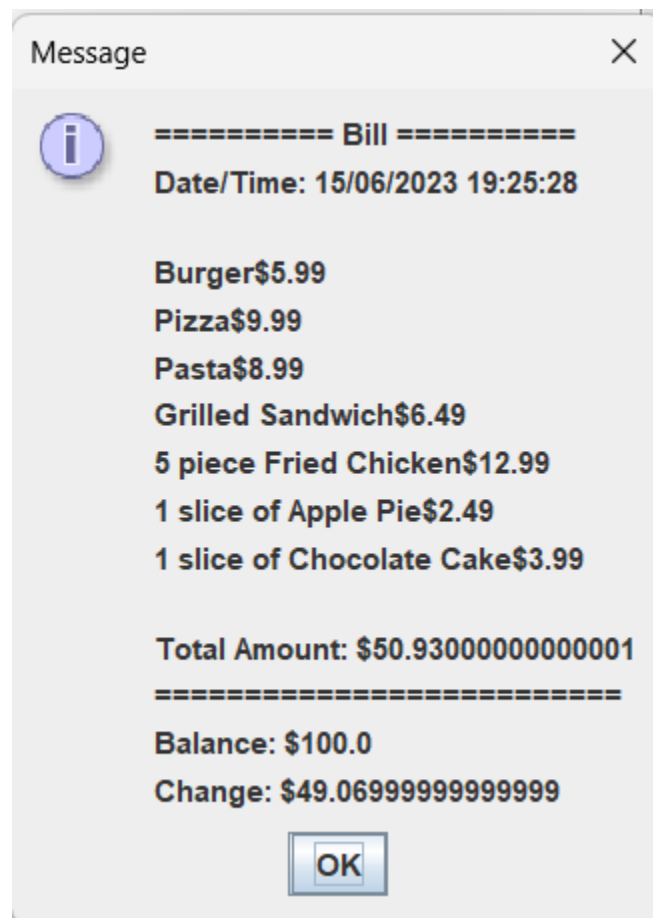 Message
========== Bill ==========
Date/Time: 15/06/2023 19:25:28
Burger$5.99
Pizza$9.99
Pasta$8.99
Grilled Sandwich$6.49
5 piece Fried Chicken$12.99
1 slice of Apple Pie$2.49
1 slice of Chocolate Cake$3.99
Total Amount: $50.93000000000001
==========================
Balance: $100.0
Change: $49.06999999999999
OK